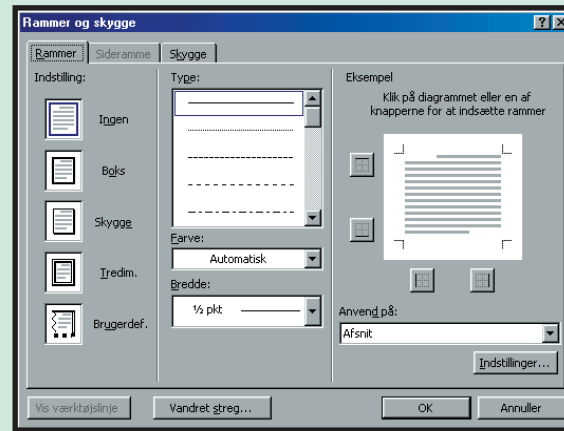 Rammer og skygge
Rammer Sideramme Skygge
Indstilling:
Ingen
Boks
Skygge
Tredim.
Brugerdef.
Type:
Farve:
Automatisk
Bredde:
½ pkt
Eksempel
Klik på diagrammet eller en af
knapperne for at indsætte rammer
Anvend på:
Afsnit
Indstillinger...
Vis værktøjslinje
Vandret streg...
OK
Annuller